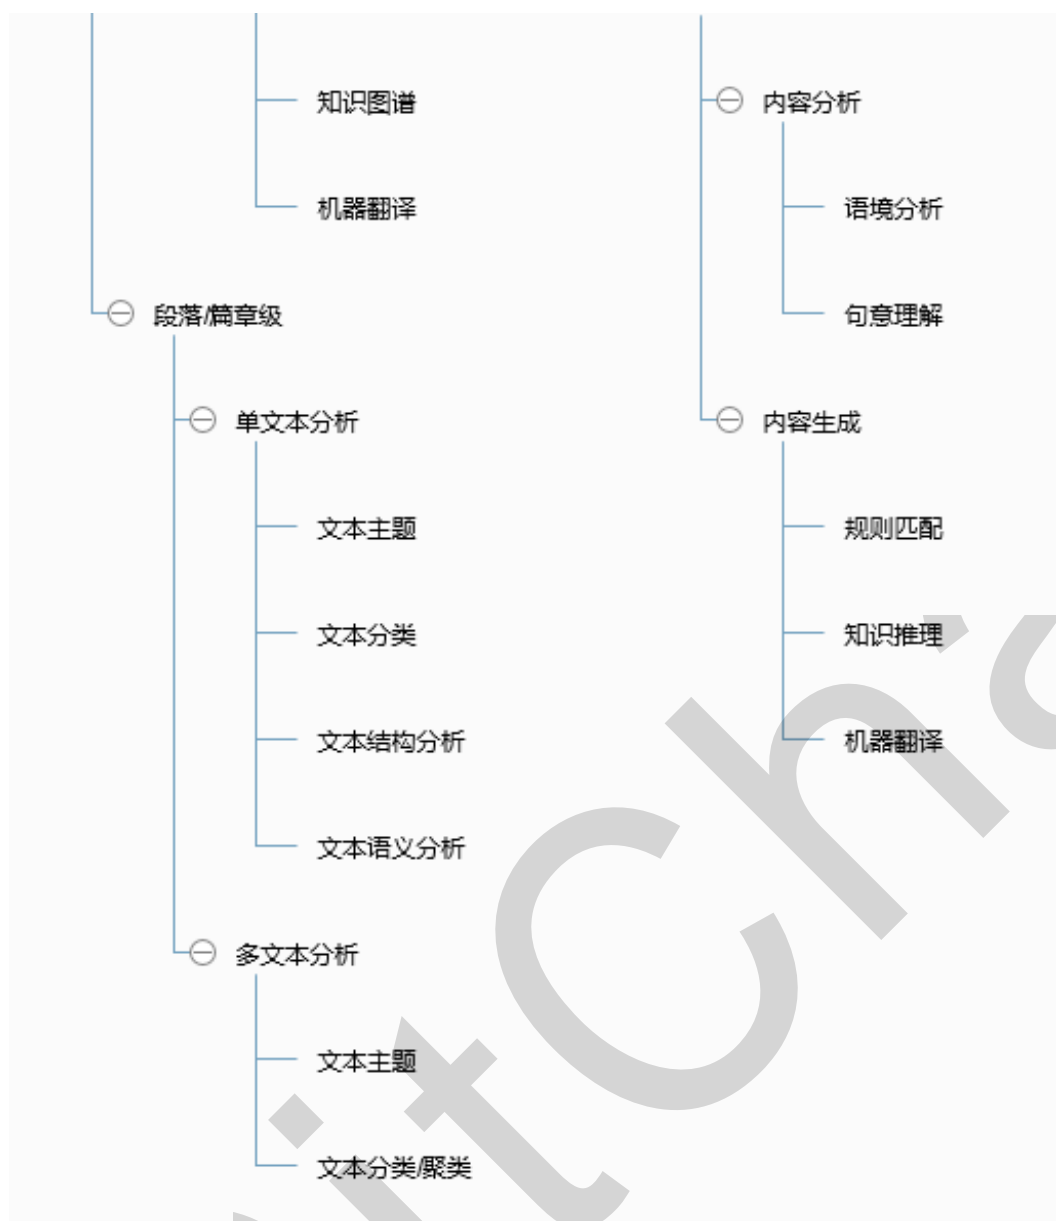 知识图谱
机器翻译
段落/篇章级
单文本分析
文本主题
文本分类
文本结构分析
文本语义分析
多文本分析
文本主题
文本分类/聚类
内容分析
语境分析
句意理解
内容生成
规则匹配
知识推理
机器翻译
itCha